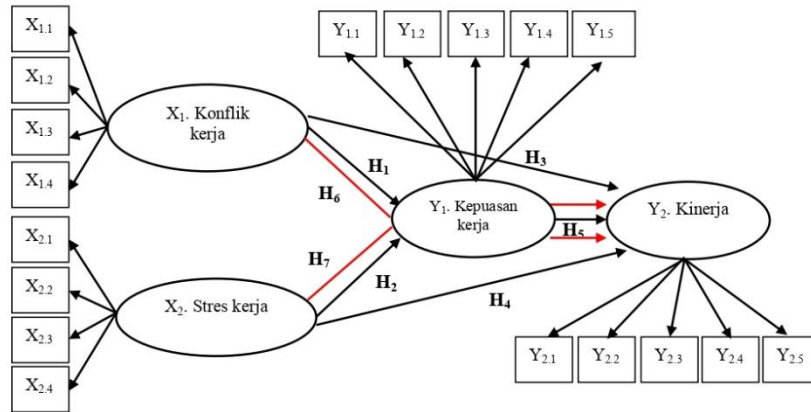 X1.1
X1.2
X1.3
X1.4
X2.1
X2.2
X2.3
X2.4
X1. Konflik
kerja
X2. Stres kerja
Y1.1
Y1.2
Y1.3
Y1.4
Y1.5
H1
H6
H7
H2
H3
H4
Y1. Kepuasan
kerja
H5
Y2. Kinerja
Y2.1
Y2.2
Y2.3
Y2.4
Y2.5